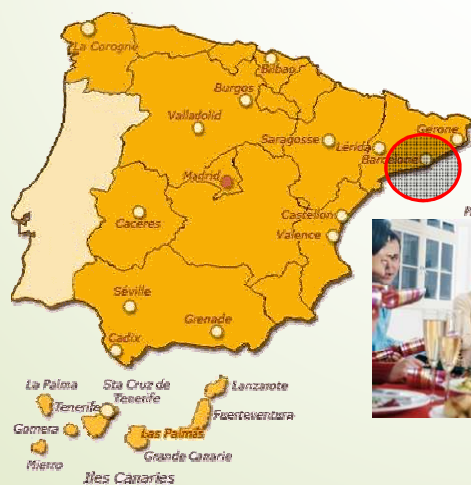 La Corogne
Bilbao
Burgos
Valladolid
Gerone
Saragosse
Lérida
Barcelone
Madrid
Castellon
Caceres
Valence
Séville
Grenade
Cadix
La Palma
Sta Cruz de
Tenerife
Lanzarote
Tenerife
Fuerteventura
Gomera
Las Palmas
Mierro
Grande Canarie
Iles Canaries